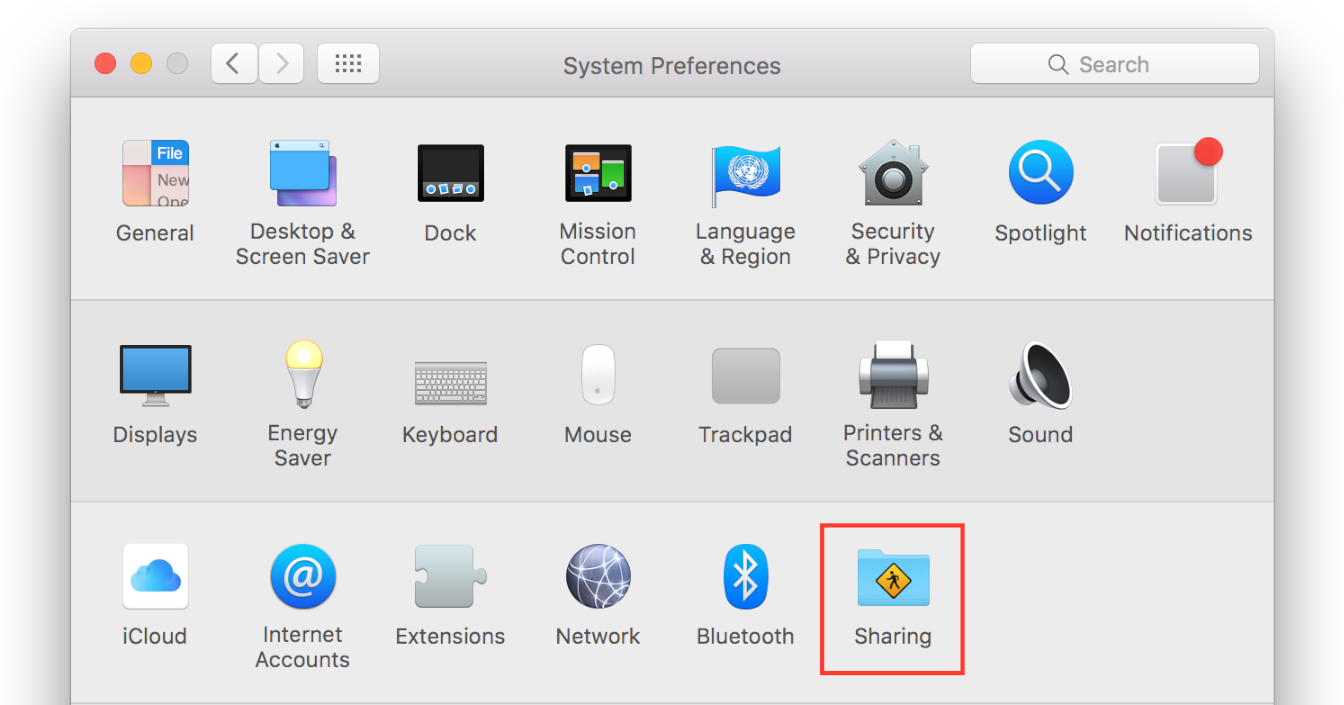 System Preferences
Search
File
New
Ope
General
Desktop &
Screen Saver
Dock
Mission
Control
Language
& Region
Security
& Privacy
Spotlight
Notifications
Displays
Energy
Saver
Keyboard
Mouse
Trackpad
Printers &
Scanners
Sound
iCloud
@
Internet
Accounts
Extensions
Network
Bluetooth
Sharing